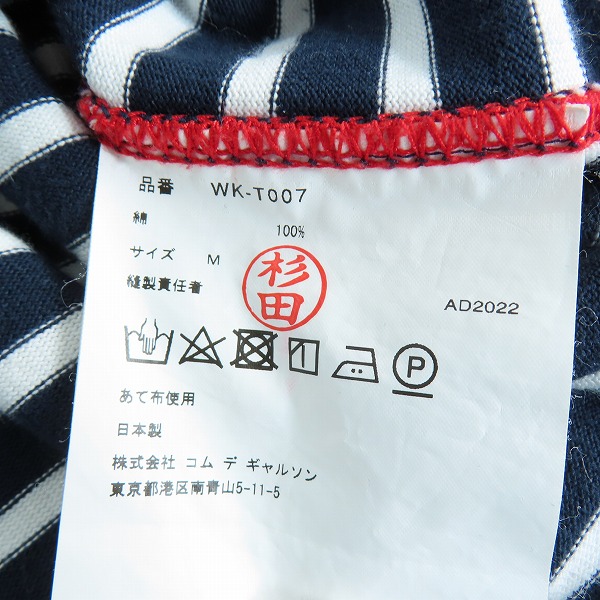 品番 WK-T007
綿 100%
サイズ M
縫製責任者 杉田 AD2022
P
あて布使用
日本製
株式会社 コム デ ギャルソン
東京都港区南青山5-11-5